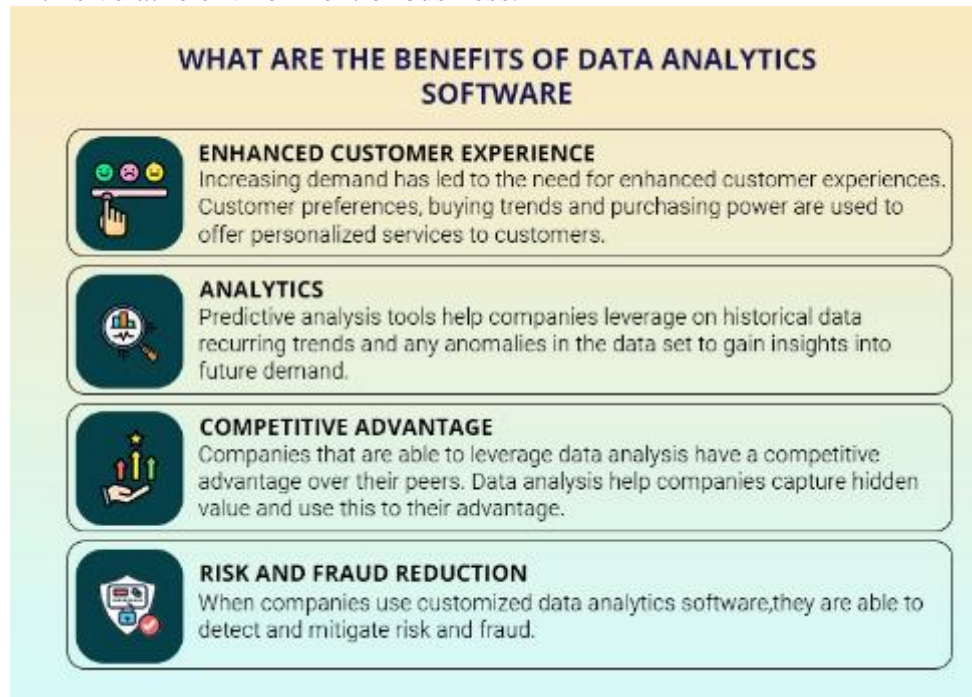 WHAT ARE THE BENEFITS OF DATA ANALYTICS
SOFTWARE
ENHANCED CUSTOMER EXPERIENCE
Increasing demand has led to the need for enhanced customer experiences.
Customer preferences, buying trends and purchasing power are used to
offer personalized services to customers.
ANALYTICS
Predictive analysis tools help companies leverage on historical data
recurring trends and any anomalies in the data set to gain insights into
future demand.
COMPETITIVE ADVANTAGE
Companies that are able to leverage data analysis have a competitive
advantage over their peers. Data analysis help companies capture hidden
value and use this to their advantage.
RISK AND FRAUD REDUCTION
When companies use customized data analytics software,they are able to
detect and mitigate risk and fraud.